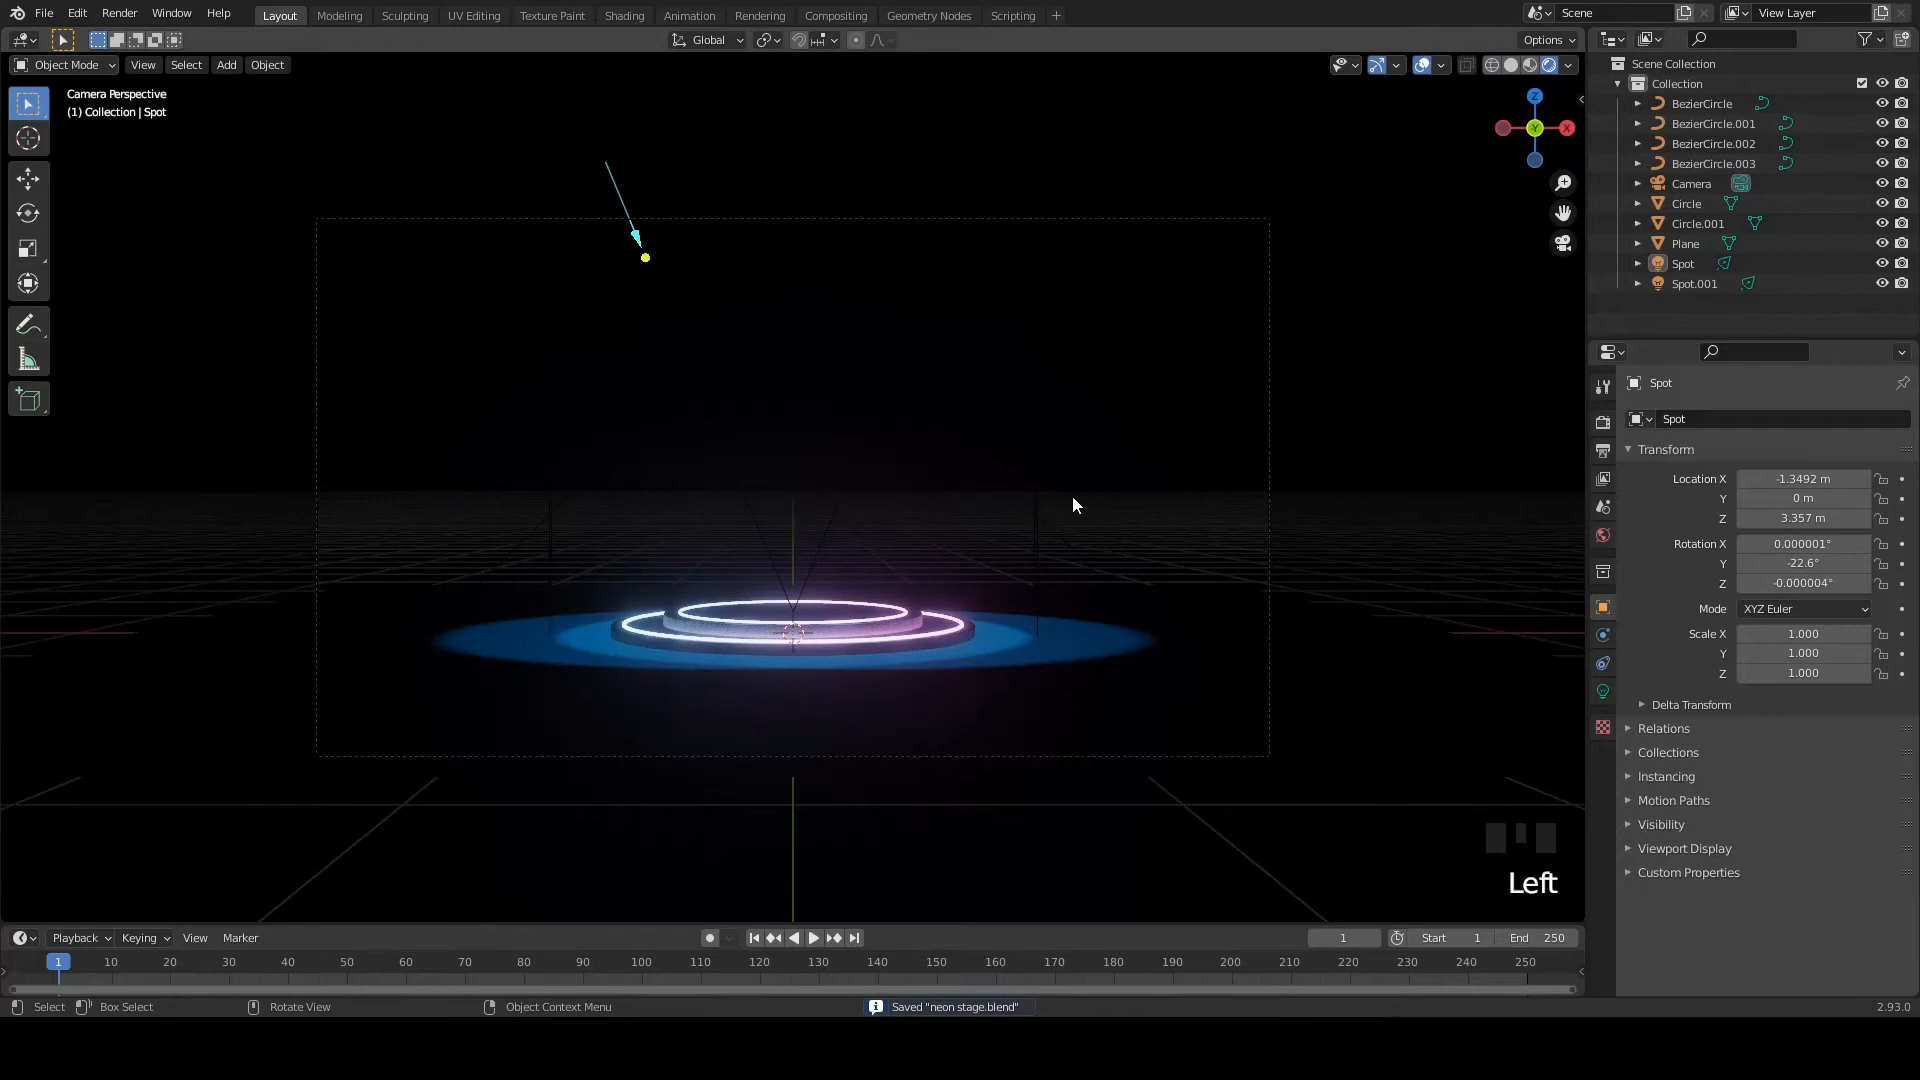 File Edit Render Window Help Layout Modeling Sculpting UV Editing Texture Paint Shading Animation Rendering Compositing Geometry Nodes Scripting + Scene View Layer
Global Options
Object Mode View Select Add Object
Camera Perspective
(1) Collection | Spot
Z
Y X
Scene Collection
Collection
BezierCircle
BezierCircle.001
BezierCircle.002
BezierCircle.003
Camera
Circle
Circle.001
Plane
Spot
Spot.001
Spot
Spot
Transform
Location X -1.3492 m
Y 0 m
Z 3.357 m
Rotation X 0.000001°
Y -22.6°
Z -0.000004°
Mode XYZ Euler
Scale X 1.000
Y 1.000
Z 1.000
Delta Transform
Relations
Collections
Instancing
Motion Paths
Visibility
Viewport Display
Custom Properties
Left
Playback Keying View Marker 1 Start 1 End 250
1 10 20 30 40 50 60 70 80 90 100 110 120 130 140 150 160 170 180 190 200 210 220 230 240 250
Select Box Select Rotate View Object Context Menu Saved "neon stage.blend" 2.93.0